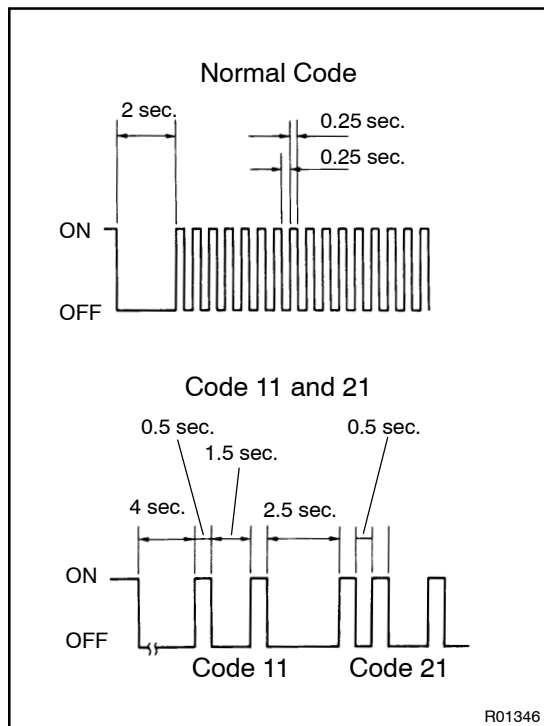 Normal Code
2 sec.
0.25 sec.
0.25 sec.
ON
OFF
Code 11 and 21
0.5 sec.
0.5 sec.
1.5 sec.
4 sec.
2.5 sec.
ON
OFF
Code 11
Code 21
R01346